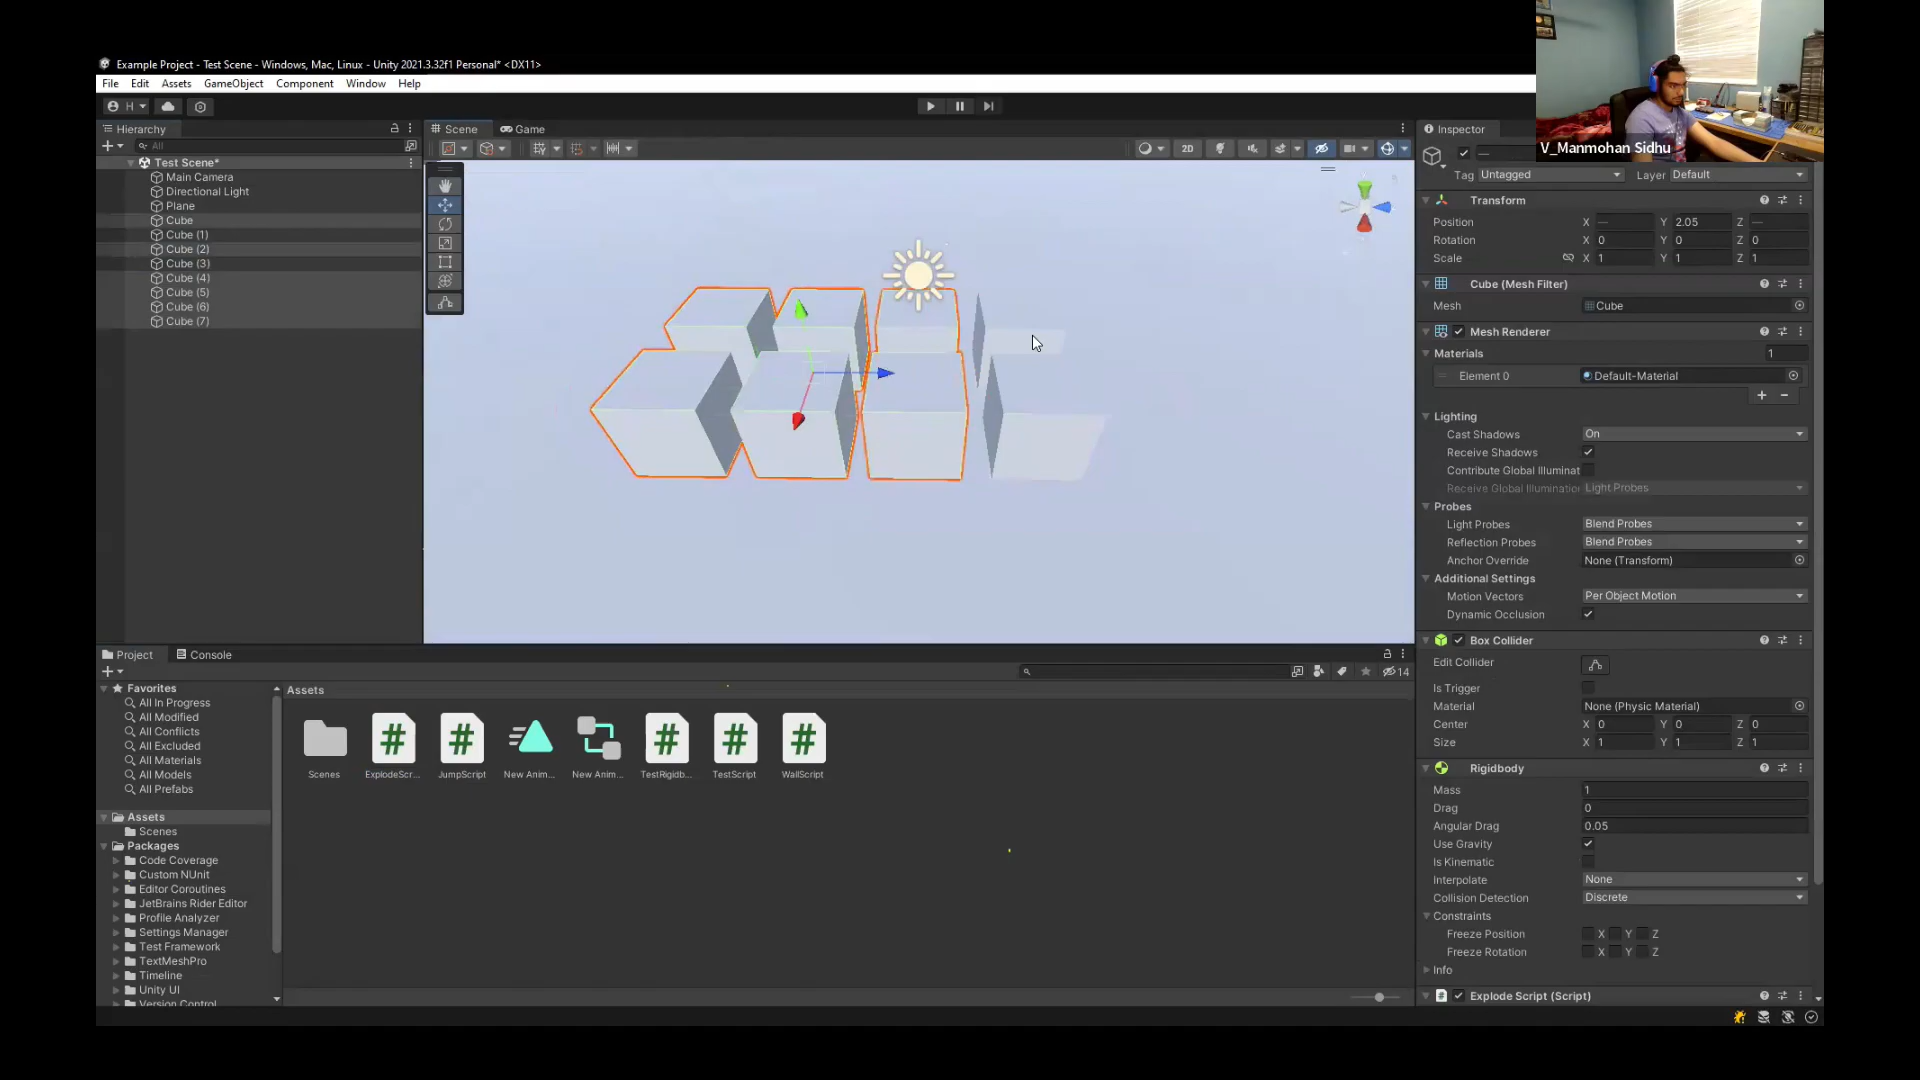 V_Manmohan Sidhu
Example Project - Test Scene - Windows, Mac, Linux - Unity 2021.3.32f1 Personal* <DX11>
File Edit Assets GameObject Component Window Help
H
Hierarchy
All
Test Scene*
Main Camera
Directional Light
Plane
Cube
Cube (1)
Cube (2)
Cube (3)
Cube (4)
Cube (5)
Cube (6)
Cube (7)
Scene Game
2D
Inspector
Tag Untagged Layer Default
Transform
Position X — Y 2.05 Z —
Rotation X 0 Y 0 Z 0
Scale X 1 Y 1 Z 1
Cube (Mesh Filter)
Mesh Cube
Mesh Renderer
Materials 1
Element 0 Default-Material
Lighting
Cast Shadows On
Receive Shadows
Contribute Global Illuminat
Receive Global Illumination Light Probes
Probes
Light Probes Blend Probes
Reflection Probes Blend Probes
Anchor Override None (Transform)
Additional Settings
Motion Vectors Per Object Motion
Dynamic Occlusion
Box Collider
Edit Collider
Is Trigger
Material None (Physic Material)
Center X 0 Y 0 Z 0
Size X 1 Y 1 Z 1
Rigidbody
Mass 1
Drag 0
Angular Drag 0.05
Use Gravity
Is Kinematic
Interpolate None
Collision Detection Discrete
Constraints
Freeze Position X Y Z
Freeze Rotation X Y Z
Info
# Explode Script (Script)
Project Console
14
Favorites
All In Progress
All Modified
All Conflicts
All Excluded
All Materials
All Models
All Prefabs
Assets
Scenes
Packages
Code Coverage
Custom NUnit
Editor Coroutines
JetBrains Rider Editor
Profile Analyzer
Settings Manager
Test Framework
TextMeshPro
Timeline
Unity UI
Version Control
Assets
# # # # #
Scenes ExplodeScr... JumpScript New Anim... New Anim... TestRigidb... TestScript WallScript